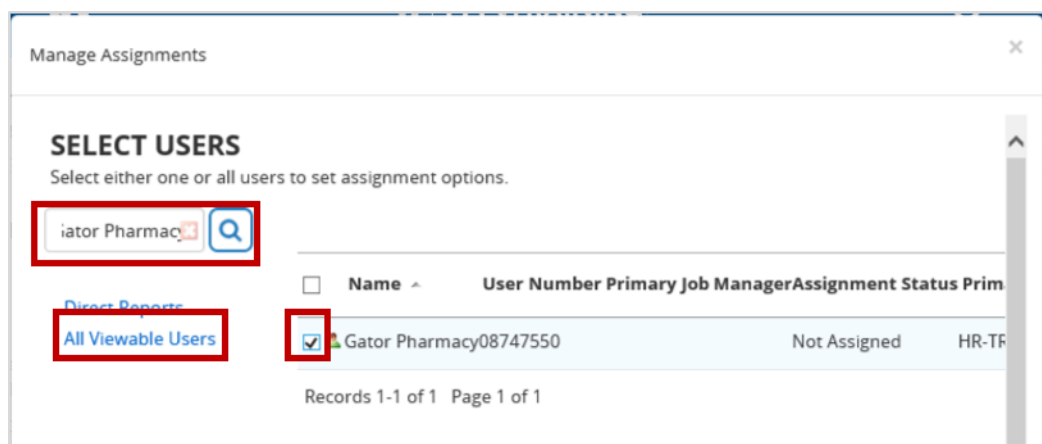 Manage Assignments
SELECT USERS
Select either one or all users to set assignment options.
iator Pharmacy
Name User Number Primary Job Manager Assignment Status Prim
Direct Reports
All Viewable Users
Gator Pharmacy 08747550 Not Assigned HR-TR
Records 1-1 of 1 Page 1 of 1